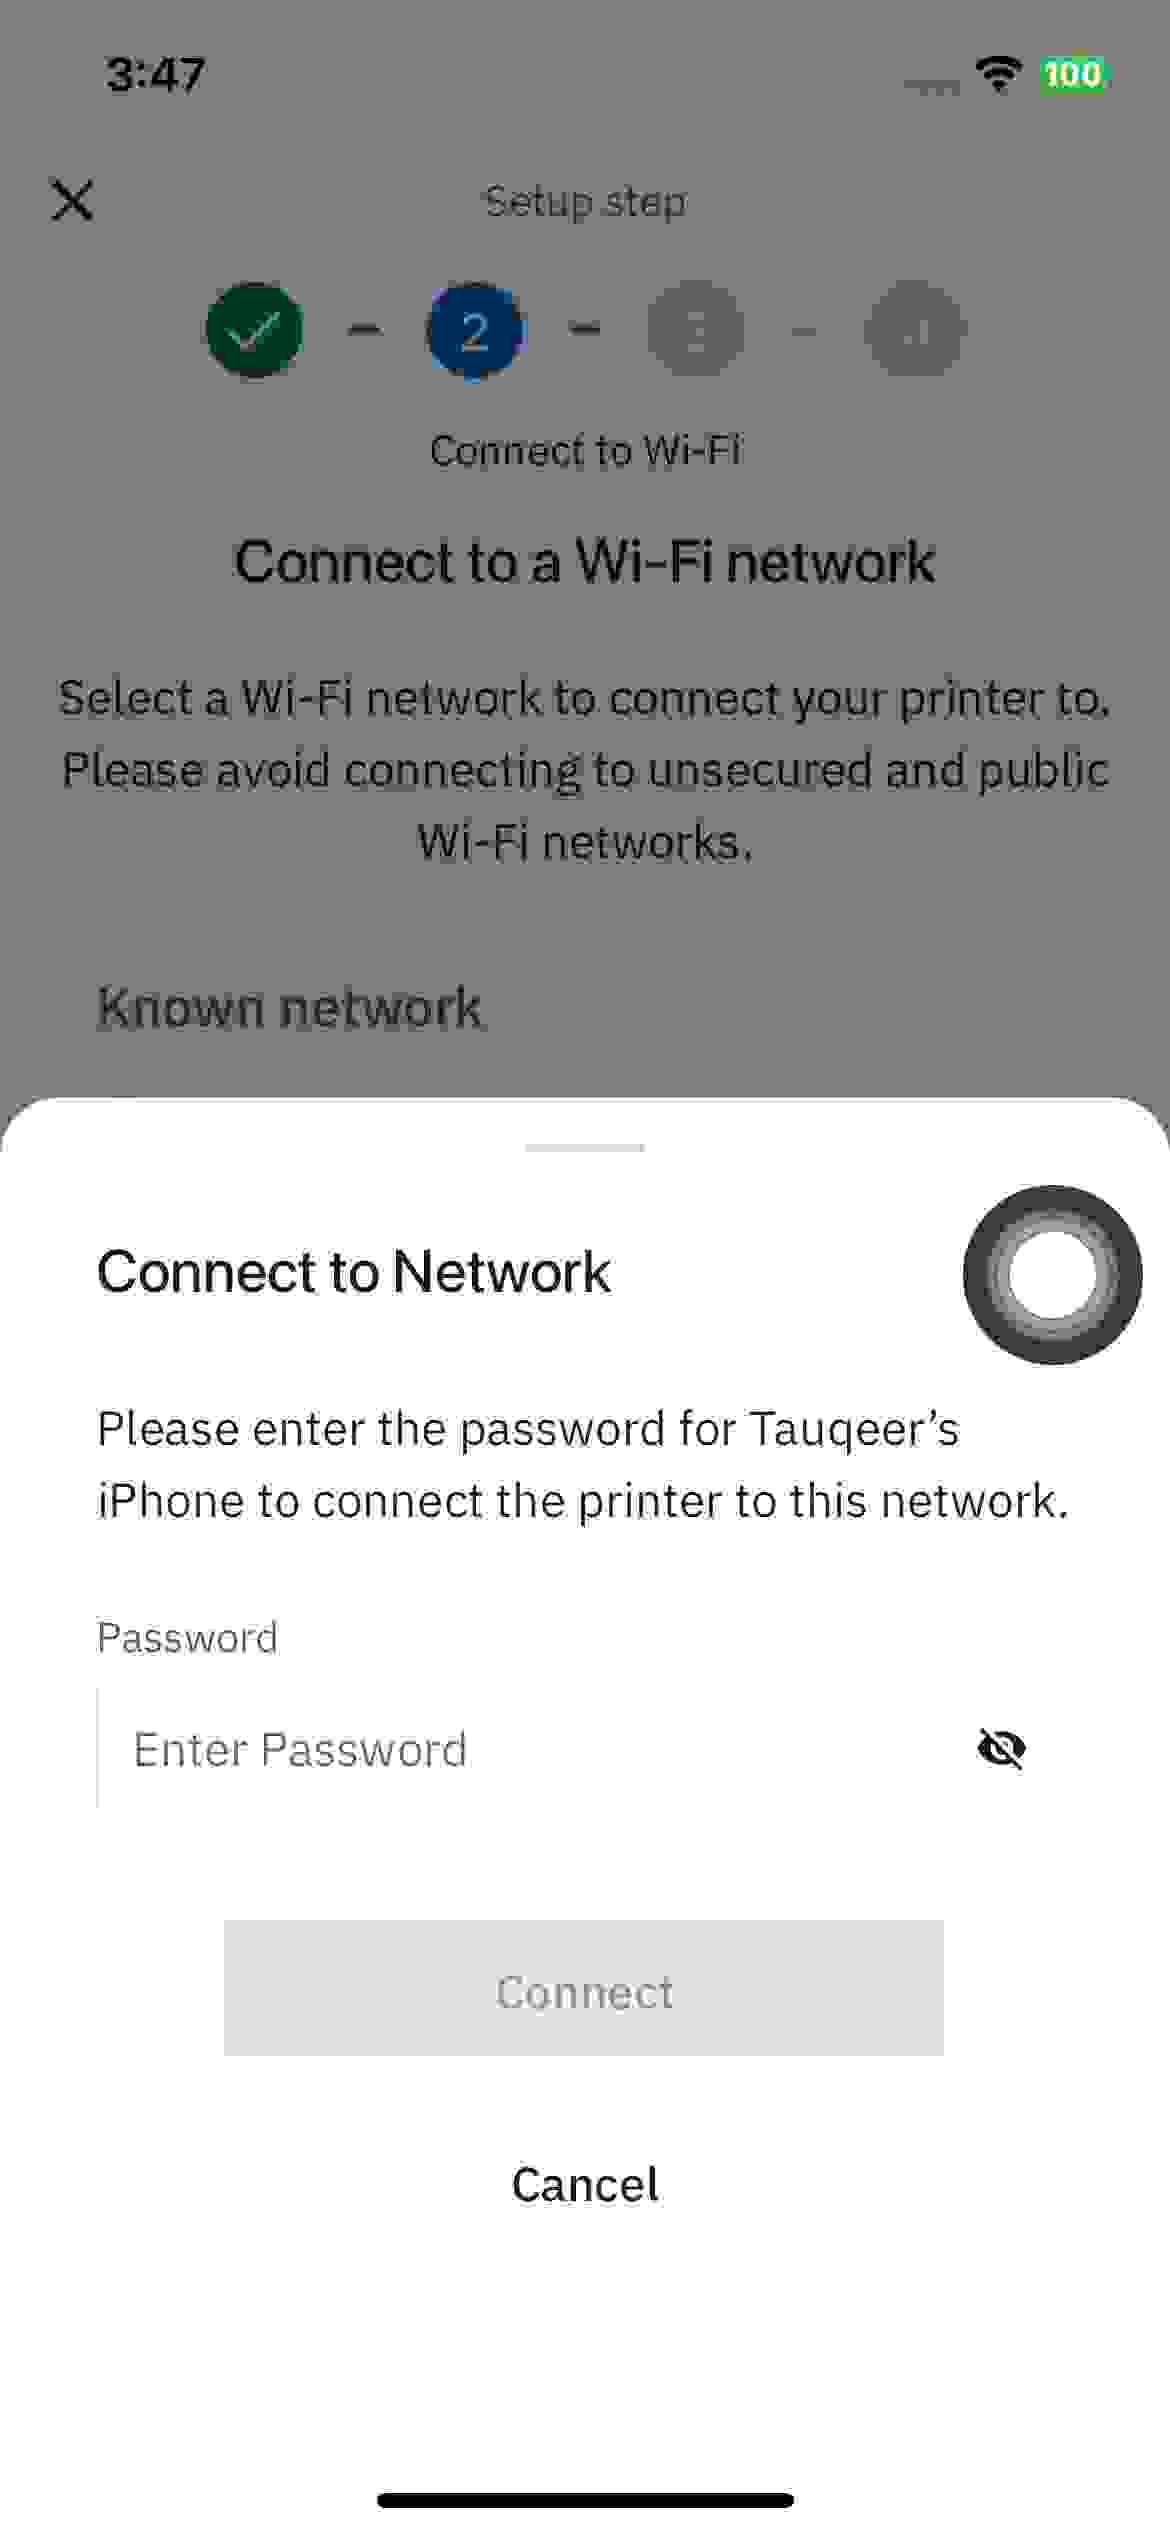 3:47
100
Setup step
2
3
4
Connect to Wi-Fi
Connect to a Wi-Fi network
Select a Wi-Fi network to connect your printer to.
Please avoid connecting to unsecured and public
Wi-Fi networks.
Known network
Connect to Network
Please enter the password for Tauqeer’s
iPhone to connect the printer to this network.
Password
Enter Password
Connect
Cancel